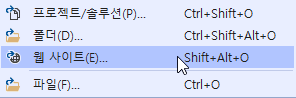 프로젝트/솔루션(P)... Ctrl+Shift+O
폴더(D)... Ctrl+Shift+Alt+O
웹 사이트(E)... Shift+Alt+O
파일(F)... Ctrl+O